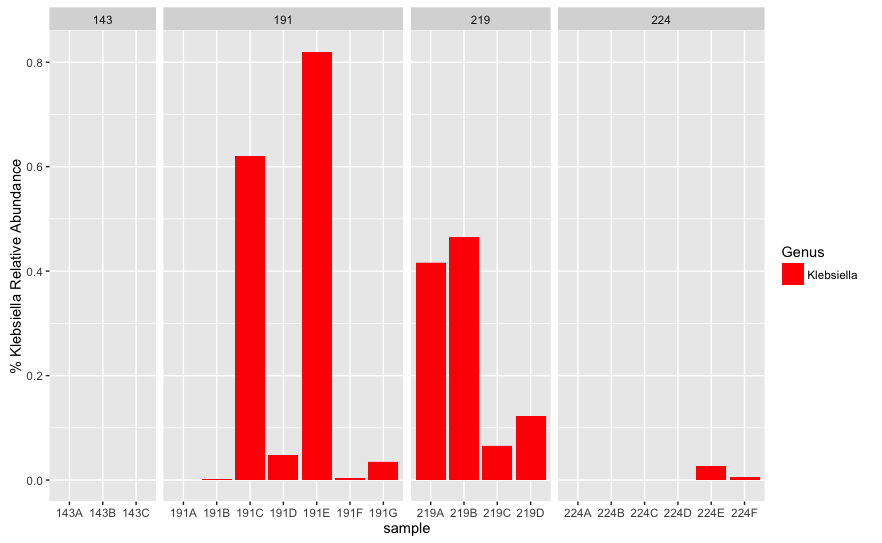 143 191 219 224
% Klebsiella Relative Abundance
0.8
0.6
0.4
0.2
0.0
143A 143B 143C 191A 191B 191C 191D 191E 191F 191G 219A 219B 219C 219D 224A 224B 224C 224D 224E 224F
sample
Genus
Klebsiella